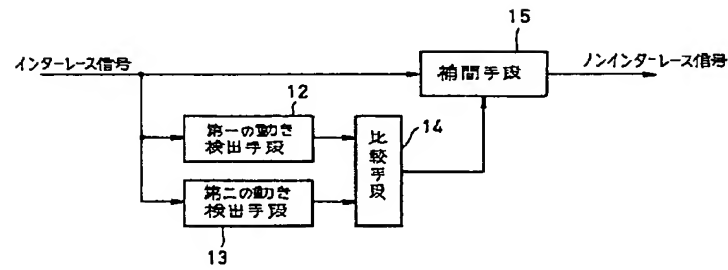 15
インターレース信号
補間手段
ノンインターレース信号
12
第一の動き
検出手段
比較手段
14
第二の動き
検出手段
13